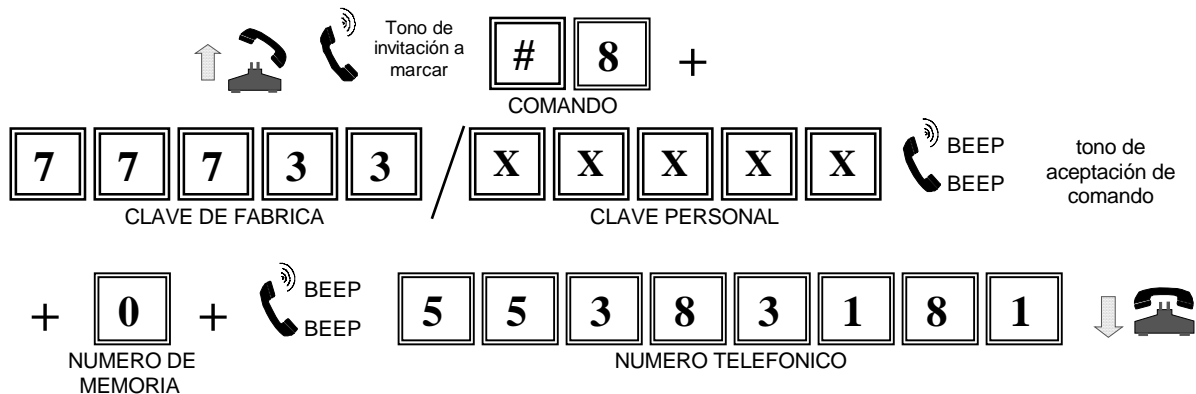 Tono de
invitación a
marcar
# 8 +
COMANDO
7 7 7 3 3 / X X X X X
BEEP
BEEP
tono de
aceptación de
comando
CLAVE DE FABRICA
CLAVE PERSONAL
+ 0 +
BEEP
BEEP
5 5 3 8 3 1 8 1
NUMERO DE
MEMORIA
NUMERO TELEFONICO